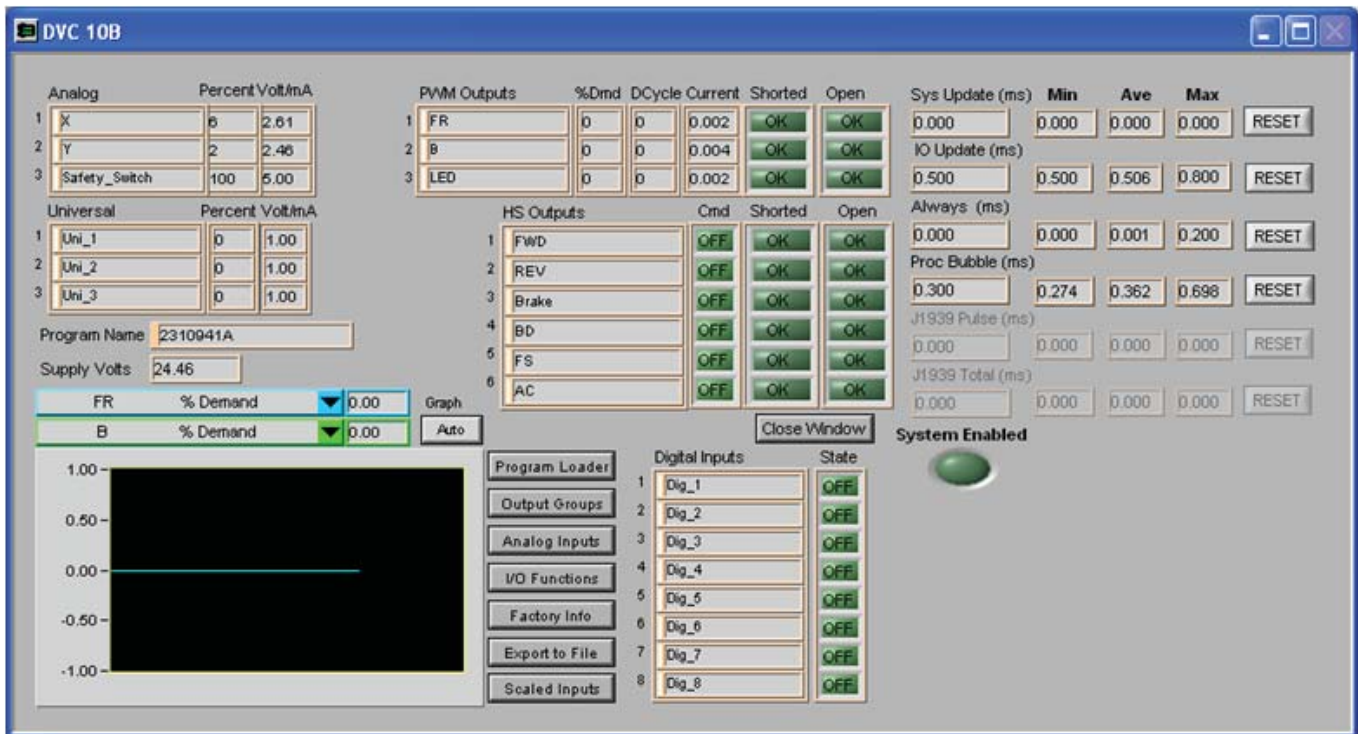 DVC 10B
Analog Percent Volt/mA
1 X 6 2.61
2 Y 2 2.46
3 Safety_Switch 100 5.00
Universal Percent Volt/mA
1 Uni_1 0 1.00
2 Uni_2 0 1.00
3 Uni_3 0 1.00
Program Name 2310941A
Supply Volts 24.46
FR % Demand 0.00
B % Demand 0.00
Graph
Auto
1.00
0.50
0.00
-0.50
-1.00
PWM Outputs %Dmd DCycle Current Shorted Open
1 FR 0 0 0.002 OK OK
2 B 0 0 0.004 OK OK
3 LED 0 0 0.002 OK OK
HS Outputs Cmd Shorted Open
1 FWD OFF OK OK
2 REV OFF OK OK
3 Brake OFF OK OK
4 BD OFF OK OK
5 FS OFF OK OK
6 AC OFF OK OK
Close Window
Program Loader
Output Groups
Analog Inputs
I/O Functions
Factory Info
Export to File
Scaled Inputs
Digital Inputs State
1 Dig_1 OFF
2 Dig_2 OFF
3 Dig_3 OFF
4 Dig_4 OFF
5 Dig_5 OFF
6 Dig_6 OFF
7 Dig_7 OFF
8 Dig_8 OFF
Sys Update (ms) Min Ave Max
0.000 0.000 0.000 0.000 RESET
IO Update (ms)
0.500 0.500 0.506 0.800 RESET
Always (ms)
0.000 0.000 0.001 0.200 RESET
Proc Bubble (ms)
0.300 0.274 0.362 0.698 RESET
J1939 Pulse (ms)
0.000 0.000 0.000 0.000 RESET
J1939 Total (ms)
0.000 0.000 0.000 0.000 RESET
System Enabled